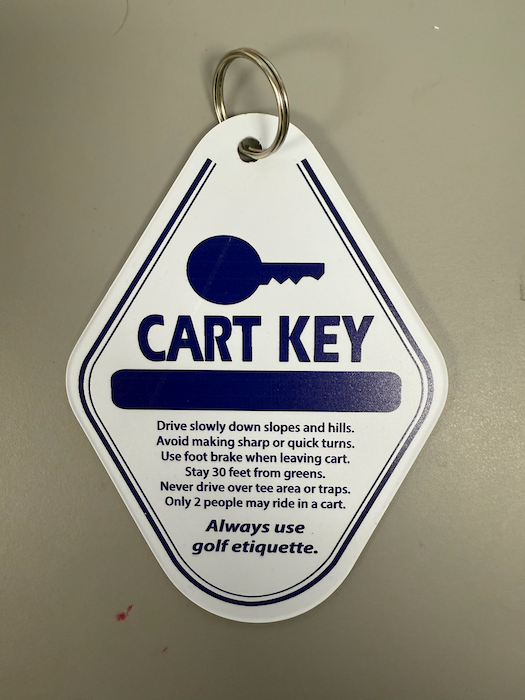 CART KEY
Drive slowly down slopes and hills.
Avoid making sharp or quick turns.
Use foot brake when leaving cart.
Stay 30 feet from greens.
Never drive over tee area or traps.
Only 2 people may ride in a cart.
Always use
golf etiquette.